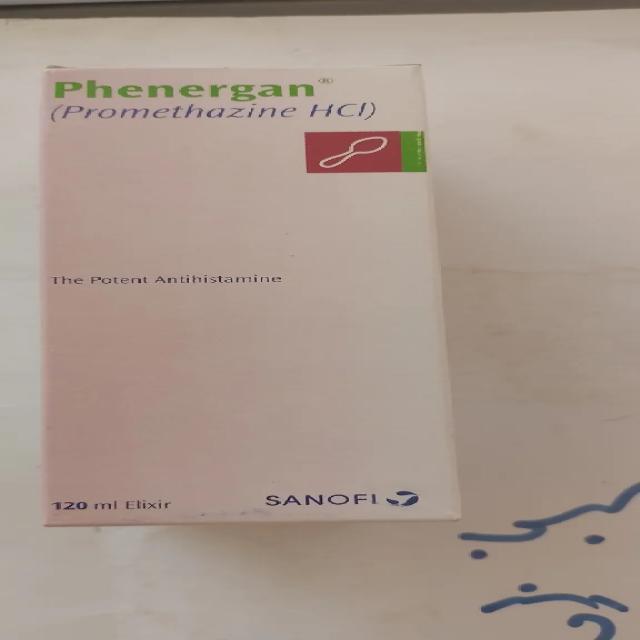 Phenergan®
(Promethazine HCl)
The Potent Antihistamine
120 ml Elixir
SANOFI